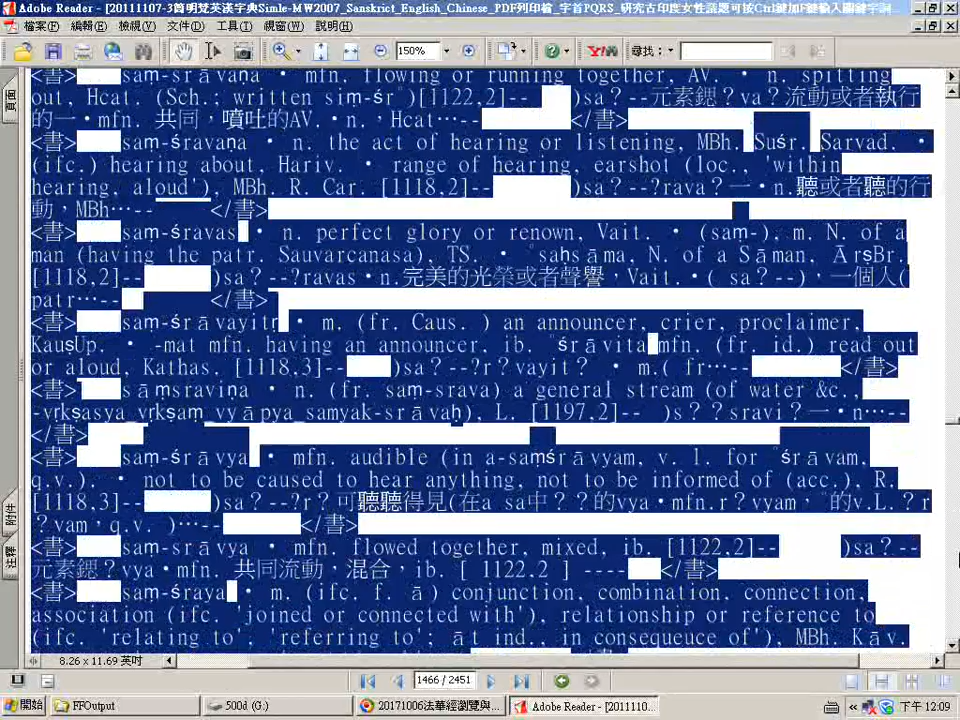 Adobe Reader - [20111107-3簡明梵英漢字典Simle-MW2007_Sanskrict_English_Chinese_PDF列印檔_字首PQRS_研究古印度女性議題可按Ctrl鍵加F鍵輸入關鍵字詞
檔案(F) 編輯(E) 檢視(V) 文件(D) 工具(T) 視窗(W) 說明(H)
150% Y! 尋找：
頁面
附件
注釋
<書> saṃ-srāvaṇa ‧ mfn. flowing or running together, AV. ‧ n. spitting
out, Hcat. (Sch.; written siṃ-śr°)[1122,2]-- )sa？--元素鍶？va？流動或者執行
的一‧mfn. 共同，噴吐的AV.‧n.，Hcat…-- </書>
<書> saṃ-śravaṇa ‧ n. the act of hearing or listening, MBh. Suśr. Sarvad. ‧
(ifc.) hearing about, Hariv. ‧ range of hearing, earshot (loc., 'within
hearing, aloud'), MBh. R. Car. [1118,2]-- )sa？--?rava？一‧n.聽或者聽的行
動，MBh…-- </書>
<書> saṃ-śravas ‧ n. perfect glory or renown, Vait. ‧ (saṃ-), m. N. of a
man (having the patr. Sauvarcanasa), TS. ‧ °saḥsāma, N. of a Sāman, ĀrṣBr.
[1118,2]-- )sa？--?ravas‧n.完美的光榮或者聲譽，Vait.‧( sa？--)，一個人(
patr…-- </書>
<書> saṃ-śrāvayitṛ ‧ m. (fr. Caus. ) an announcer, crier, proclaimer,
KauṣUp. ‧ -mat mfn. having an announcer, ib. °śrāvita mfn. (fr. id.) read out
or aloud, Kathas. [1118,3]-- )sa？--?r？vayit？ ‧ m.( fr…-- </書>
<書> sāṃsraviṇa ‧ n. (fr. saṃ-srava) a general stream (of water &c.,
-vṛkṣasya_vṛkṣaṃ_vyāpya_samyak-srāvaḥ), L. [1197,2]-- )s？？sravi？一‧n…--
</書>
<書> saṃ-śrāvya ‧ mfn. audible (in a-saṃśrāvyam, v. l. for °śrāvam,
q.v.). ‧ not to be caused to hear anything, not to be informed of (acc.), R.
[1118,3]-- )sa？--?r？可聽聽得見(在a sa中？？的vya‧mfn.r？vyam，°的v.L.？r
？vam，q.v. )…-- </書>
<書> saṃ-srāvya ‧ mfn. flowed together, mixed, ib. [1122,2]-- )sa？--
元素鍶？vya‧mfn. 共同流動，混合，ib. [ 1122,2 ] ---- </書>
<書> saṃ-śraya ‧ m. (ifc. f. ā) conjunction, combination, connection,
association (ifc. 'joined or connected with'), relationship or reference to
(ifc. 'relating to', 'referring to'; āt ind., in consequeuce of'), MBh. Kāv.
8.26 x 11.69 英吋
1466 / 2451
開始 FFOutput 500d (G:) 20171006法華經瀏覽與... Adobe Reader - [2011110... 下午 12:09